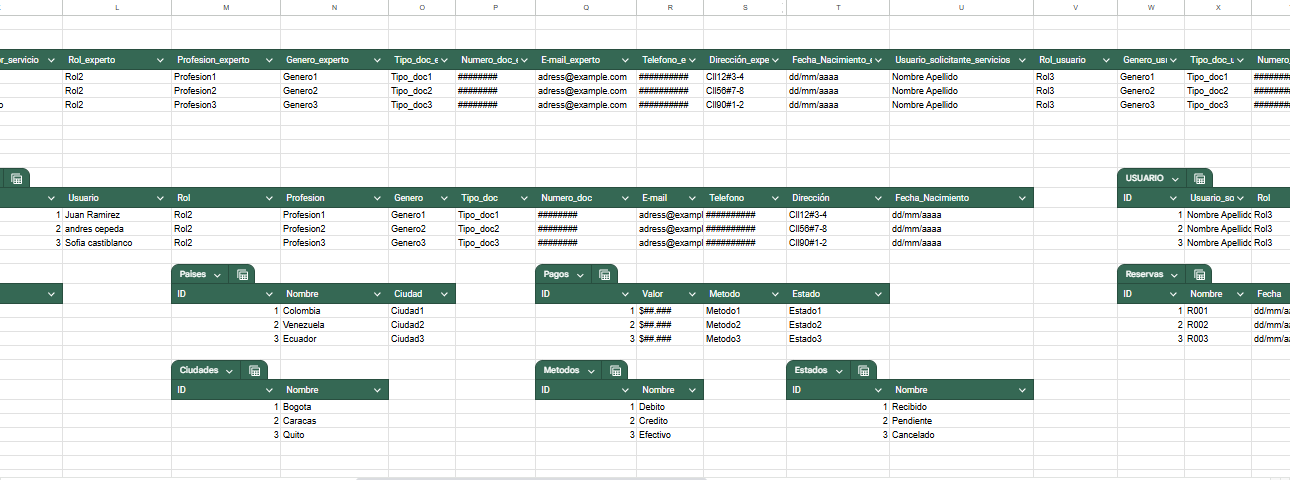 L M N O P Q R S T U V W X
r_servicio Rol_experto Profesion_experto Genero_experto Tipo_doc_e Numero_doc_ E-mail_experto Telefono_e Dirección_expe Fecha_Nacimiento_ Usuario_solicitante_servicios Rol_usuario Genero_usu Tipo_doc_u Numero_
Rol2 Profesion1 Genero1 Tipo_doc1 ######## adress@example.com ########## Cll12#3-4 dd/mm/aaaa Nombre Apellido Rol3 Genero1 Tipo_doc1 ########
Rol2 Profesion2 Genero2 Tipo_doc2 ######## adress@example.com ########## Cll56#7-8 dd/mm/aaaa Nombre Apellido Rol3 Genero2 Tipo_doc2 ########
o Rol2 Profesion3 Genero3 Tipo_doc3 ######## adress@example.com ########## Cll90#1-2 dd/mm/aaaa Nombre Apellido Rol3 Genero3 Tipo_doc3 ########
USUARIO
Usuario Rol Profesion Genero Tipo_doc Numero_doc E-mail Telefono Dirección Fecha_Nacimiento ID Usuario_so Rol
1 Juan Ramirez Rol2 Profesion1 Genero1 Tipo_doc1 ######## adress@exampl ########## Cll12#3-4 dd/mm/aaaa 1 Nombre Apellido Rol3
2 andres cepeda Rol2 Profesion2 Genero2 Tipo_doc2 ######## adress@exampl ########## Cll56#7-8 dd/mm/aaaa 2 Nombre Apellido Rol3
3 Sofia castiblanco Rol2 Profesion3 Genero3 Tipo_doc3 ######## adress@exampl ########## Cll90#1-2 dd/mm/aaaa 3 Nombre Apellido Rol3
Países Pagos Reservas
ID Nombre Ciudad ID Valor Metodo Estado ID Nombre Fecha
1 Colombia Ciudad1 1 $##.### Metodo1 Estado1 1 R001 dd/mm/aa
2 Venezuela Ciudad2 2 $##.### Metodo2 Estado2 2 R002 dd/mm/aa
3 Ecuador Ciudad3 3 $##.### Metodo3 Estado3 3 R003 dd/mm/aa
Ciudades Metodos Estados
ID Nombre ID Nombre ID Nombre
1 Bogota 1 Debito 1 Recibido
2 Caracas 2 Credito 2 Pendiente
3 Quito 3 Efectivo 3 Cancelado